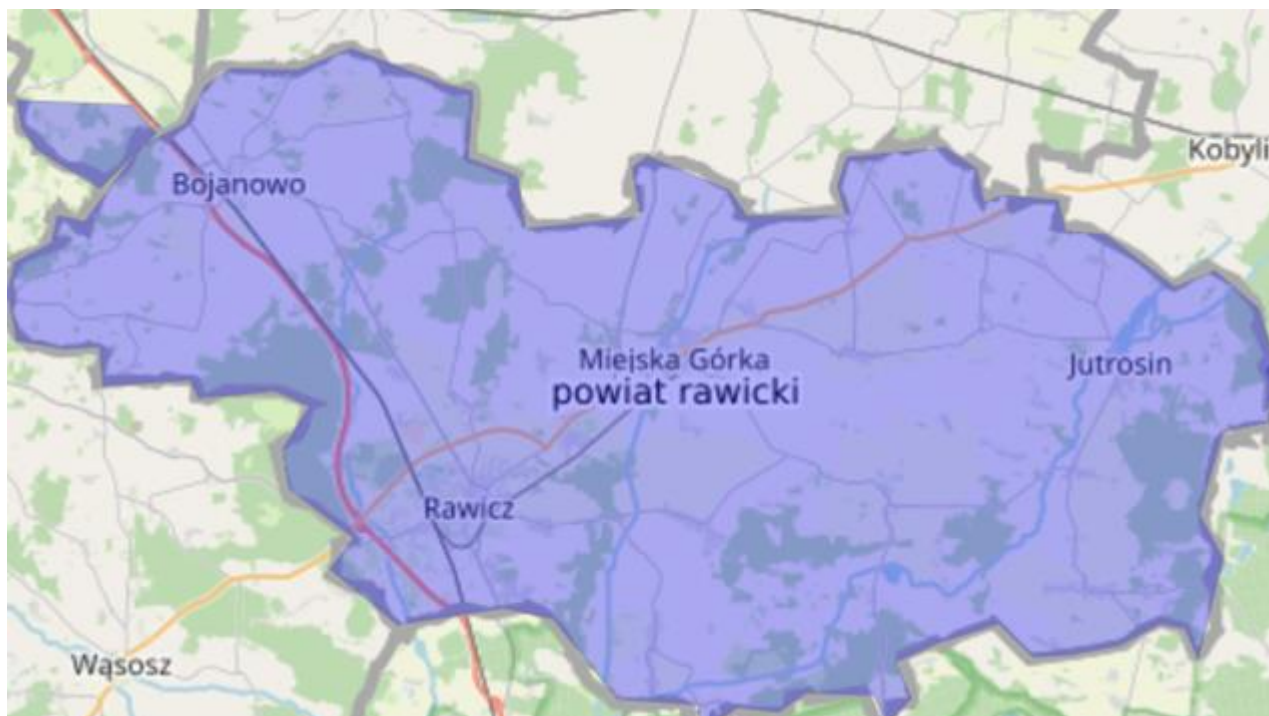 Kobyli
Bojanowo
Miejska Górka
Jutrosin
powiat rawicki
Rawicz
Wąsosz